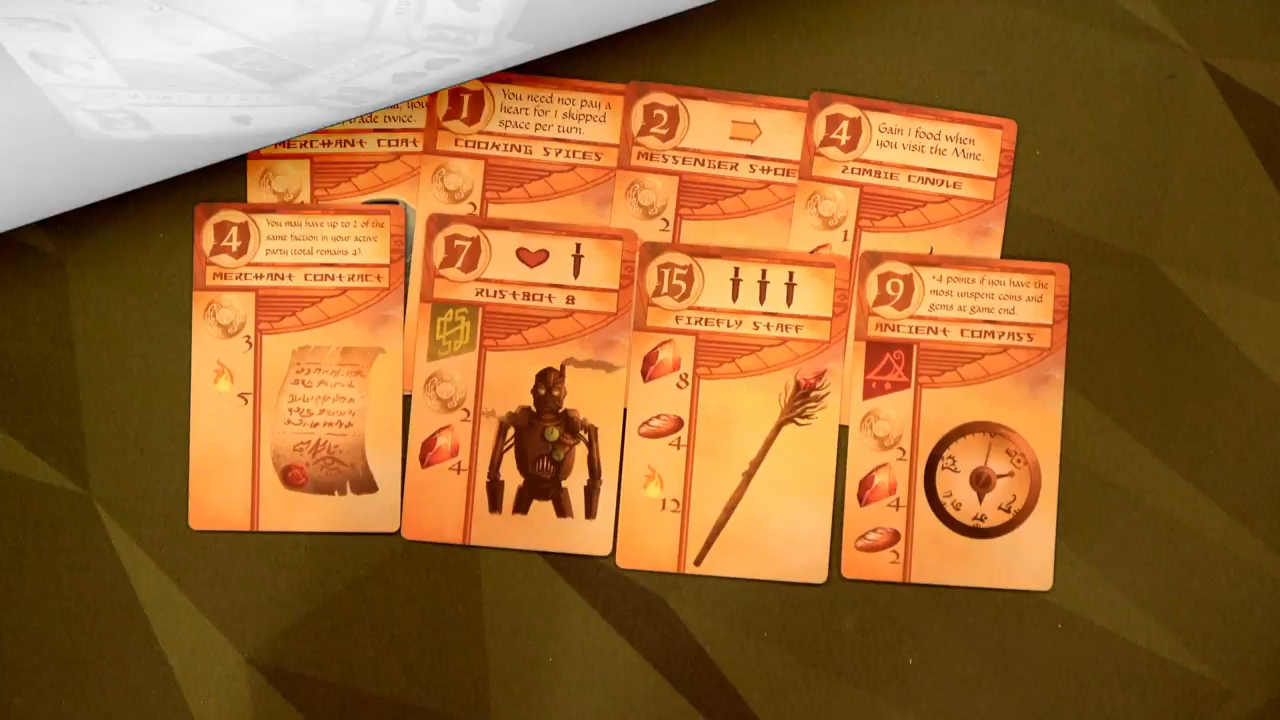 you
trade twice.
MERCHANT COAT
1
You need not pay a
heart for 1 skipped
space per turn.
COOKING SPICES
2
MESSENGER SHOE
2
4
Gain 1 food when
you visit the Mine.
ZOMBIE CANDLE
1
4
You may have up to 2 of the
same faction in your active
party (total remains 4).
MERCHANT CONTRACT
3
5
7
RUSTBOT 8
2
4
15
FIREFLY STAFF
8
4
12
9
+4 points if you have the
most unspent coins and
gems at game end.
ANCIENT COMPASS
2
4
2